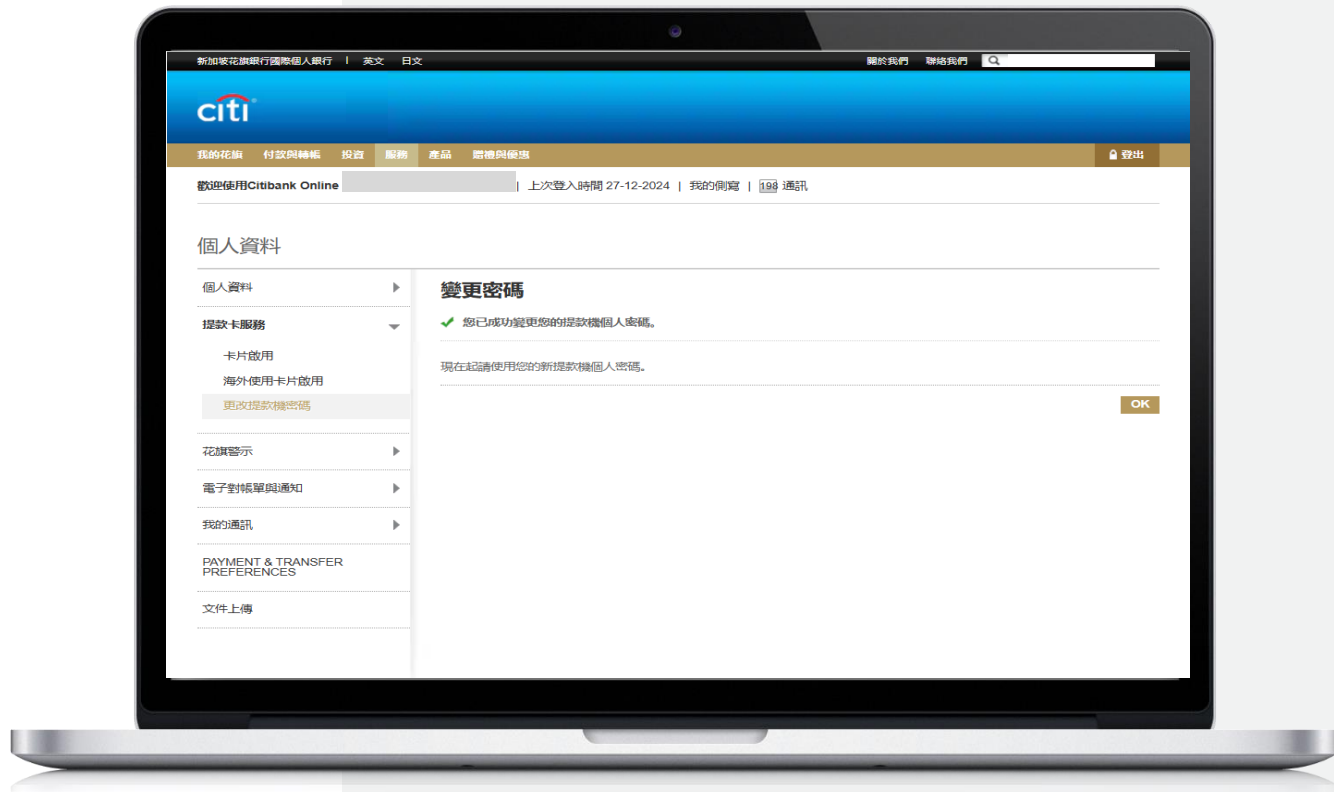 新加坡花旗銀行國際個人銀行 | 英文 日文 關於我們 聯絡我們
citi
我的花旗 付款與轉帳 投資 服務 產品 贈禮與優惠 登出
歡迎使用Citibank Online | 上次登入時間 27-12-2024 | 我的側寫 | 198 通訊
個人資料
個人資料
提款卡服務
卡片啟用
海外使用卡片啟用
更改提款機密碼
花旗警示
電子對帳單與通知
我的通訊
PAYMENT & TRANSFER
PREFERENCES
文件上傳
變更密碼
您已成功變更您的提款機個人密碼。
現在起請使用您的新提款機個人密碼。
OK